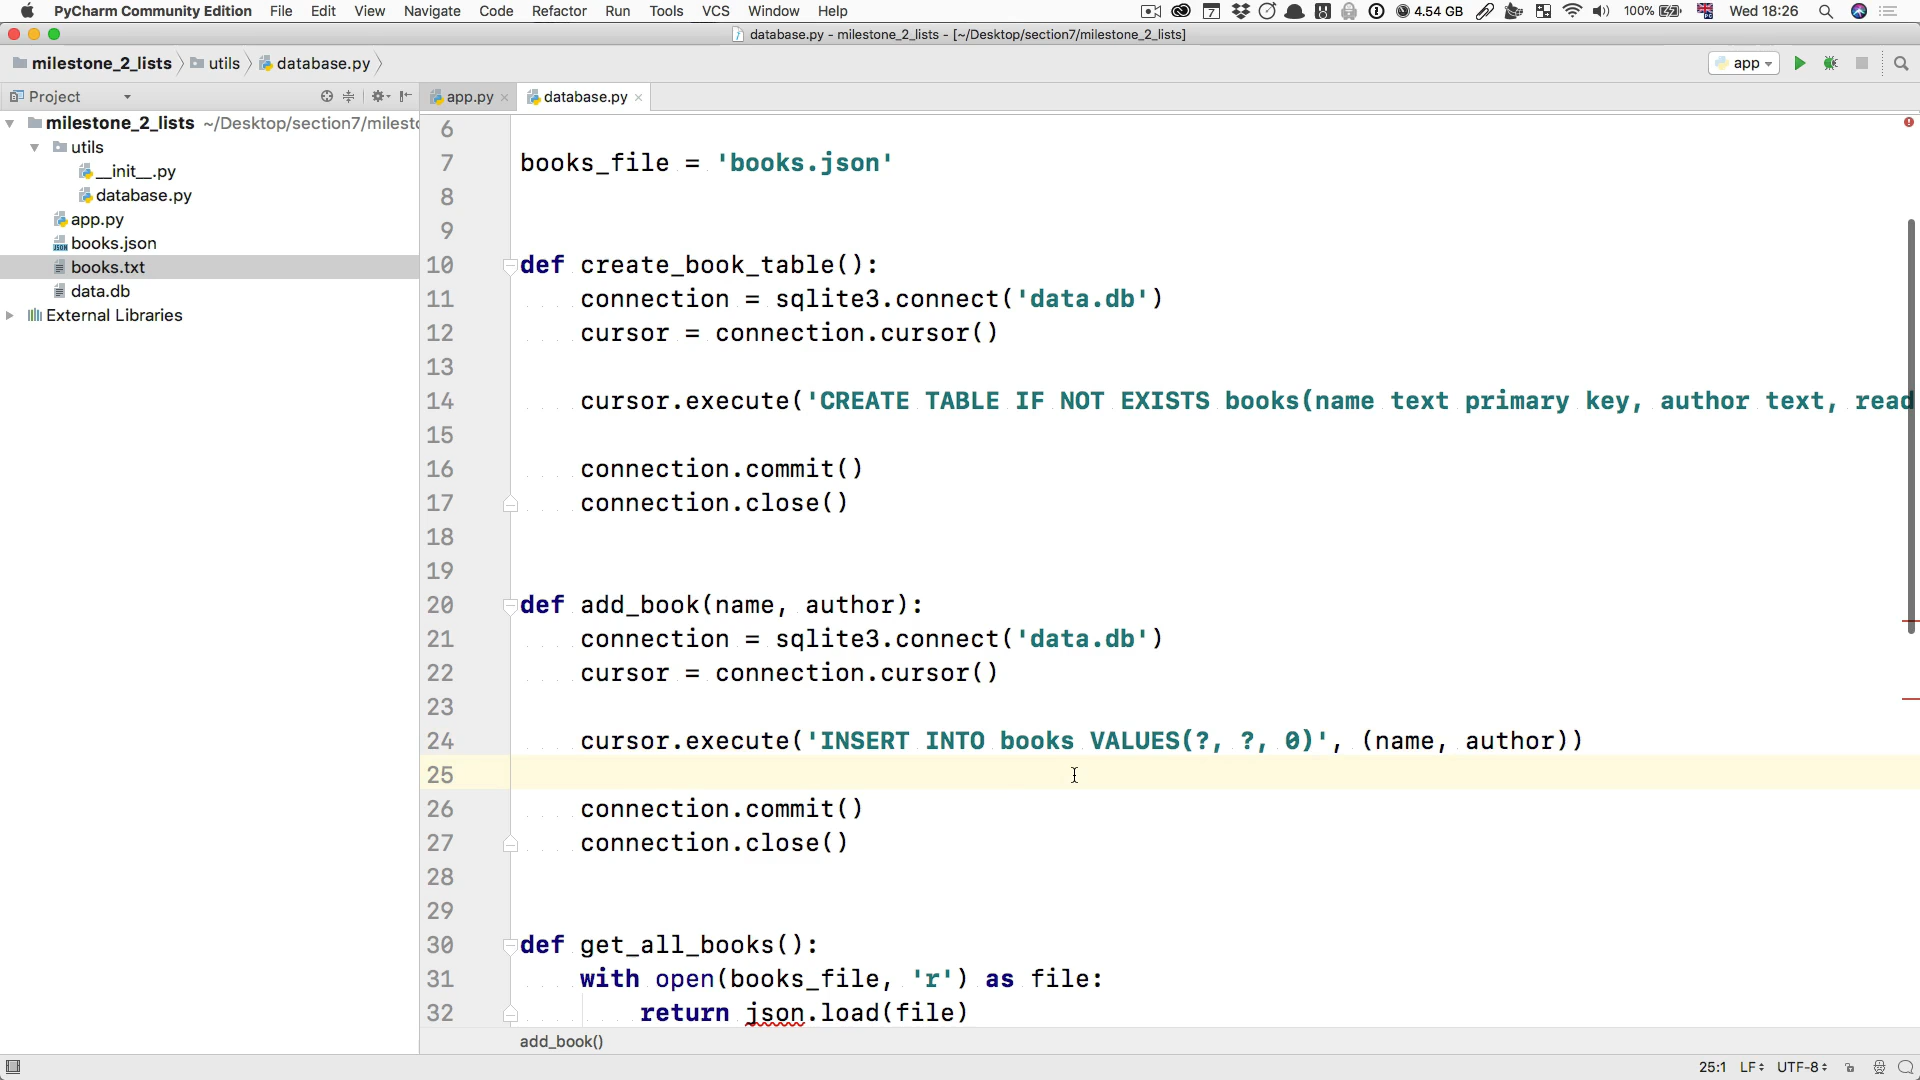 PyCharm Community Edition File Edit View Navigate Code Refactor Run Tools VCS Window Help 7 4.54 GB 100% Wed 18:26
database.py - milestone_2_lists - [~/Desktop/section7/milestone_2_lists]
milestone_2_lists utils database.py app
Project app.py database.py
milestone_2_lists ~/Desktop/section7/milest
utils
__init__.py
database.py
app.py
books.json
books.txt
data.db
External Libraries
6
7 books_file = 'books.json'
8
9
10 def create_book_table():
11 connection = sqlite3.connect('data.db')
12 cursor = connection.cursor()
13
14 cursor.execute('CREATE TABLE IF NOT EXISTS books(name text primary key, author text, read
15
16 connection.commit()
17 connection.close()
18
19
20 def add_book(name, author):
21 connection = sqlite3.connect('data.db')
22 cursor = connection.cursor()
23
24 cursor.execute('INSERT INTO books VALUES(?, ?, 0)', (name, author))
25
26 connection.commit()
27 connection.close()
28
29
30 def get_all_books():
31 with open(books_file, 'r') as file:
32 return json.load(file)
add_book()
25:1 LF UTF-8